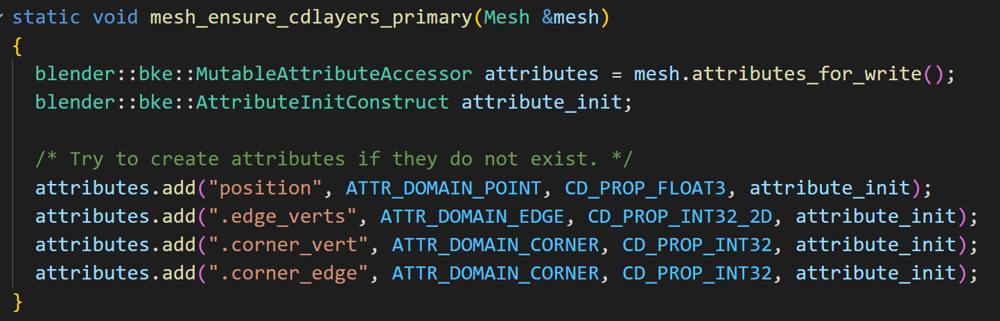 static void mesh_ensure_cdlayers_primary(Mesh &mesh)
{
  blender::bke::MutableAttributeAccessor attributes = mesh.attributes_for_write();
  blender::bke::AttributeInitConstruct attribute_init;

  /* Try to create attributes if they do not exist. */
  attributes.add("position", ATTR_DOMAIN_POINT, CD_PROP_FLOAT3, attribute_init);
  attributes.add(".edge_verts", ATTR_DOMAIN_EDGE, CD_PROP_INT32_2D, attribute_init);
  attributes.add(".corner_vert", ATTR_DOMAIN_CORNER, CD_PROP_INT32, attribute_init);
  attributes.add(".corner_edge", ATTR_DOMAIN_CORNER, CD_PROP_INT32, attribute_init);
}